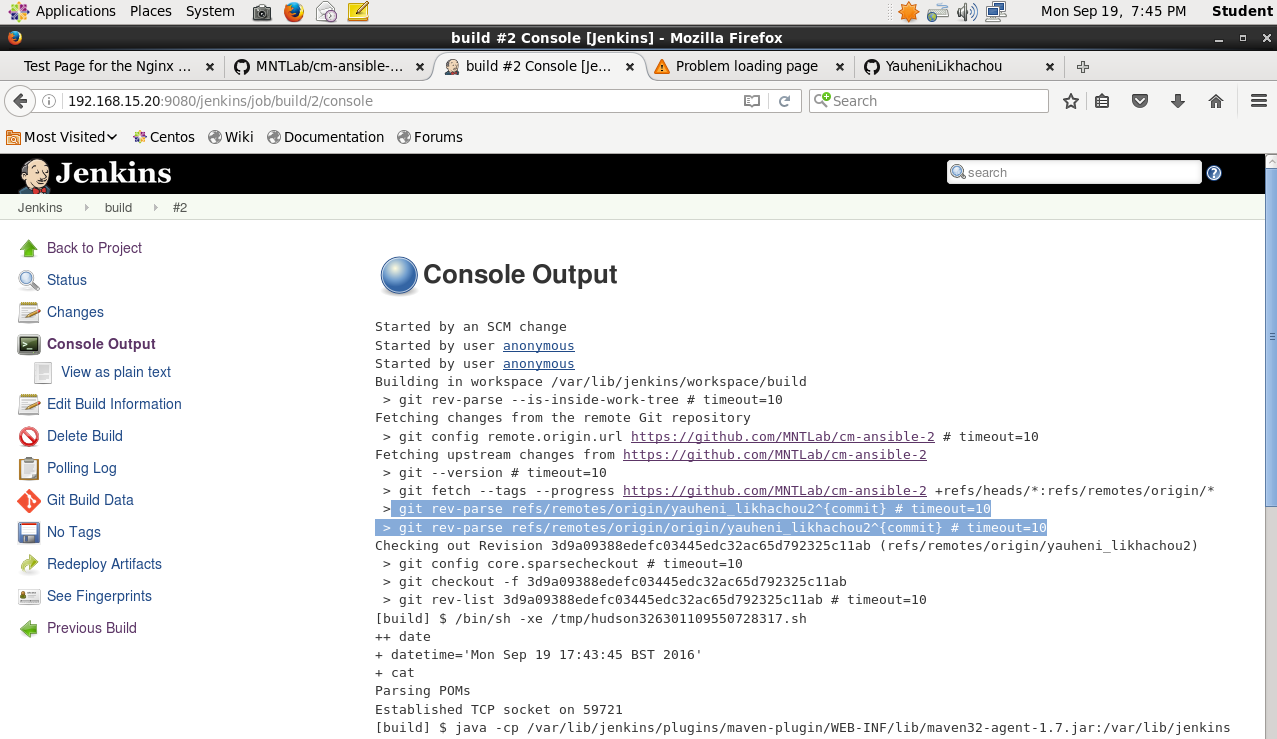 Applications Places System Mon Sep 19, 7:45 PM Student
build #2 Console [Jenkins] - Mozilla Firefox
Test Page for the Nginx ... × MNTLab/cm-ansible-... × build #2 Console [Je... × Problem loading page × YauheniLikhachou ×
192.168.15.20:9080/jenkins/job/build/2/console Search
Most Visited Centos Wiki Documentation Forums
Jenkins search
Jenkins build #2
Back to Project
Status
Changes
Console Output
View as plain text
Edit Build Information
Delete Build
Polling Log
Git Build Data
No Tags
Redeploy Artifacts
See Fingerprints
Previous Build
Console Output
Started by an SCM change
Started by user anonymous
Started by user anonymous
Building in workspace /var/lib/jenkins/workspace/build
> git rev-parse --is-inside-work-tree # timeout=10
Fetching changes from the remote Git repository
> git config remote.origin.url https://github.com/MNTLab/cm-ansible-2 # timeout=10
Fetching upstream changes from https://github.com/MNTLab/cm-ansible-2
> git --version # timeout=10
> git fetch --tags --progress https://github.com/MNTLab/cm-ansible-2 +refs/heads/*:refs/remotes/origin/*
> git rev-parse refs/remotes/origin/yauheni_likhachou2^{commit} # timeout=10
> git rev-parse refs/remotes/origin/origin/yauheni_likhachou2^{commit} # timeout=10
Checking out Revision 3d9a09388edefc03445edc32ac65d792325c11ab (refs/remotes/origin/yauheni_likhachou2)
> git config core.sparsecheckout # timeout=10
> git checkout -f 3d9a09388edefc03445edc32ac65d792325c11ab
> git rev-list 3d9a09388edefc03445edc32ac65d792325c11ab # timeout=10
[build] $ /bin/sh -xe /tmp/hudson326301109550728317.sh
++ date
+ datetime='Mon Sep 19 17:43:45 BST 2016'
+ cat
Parsing POMs
Established TCP socket on 59721
[build] $ java -cp /var/lib/jenkins/plugins/maven-plugin/WEB-INF/lib/maven32-agent-1.7.jar:/var/lib/jenkins